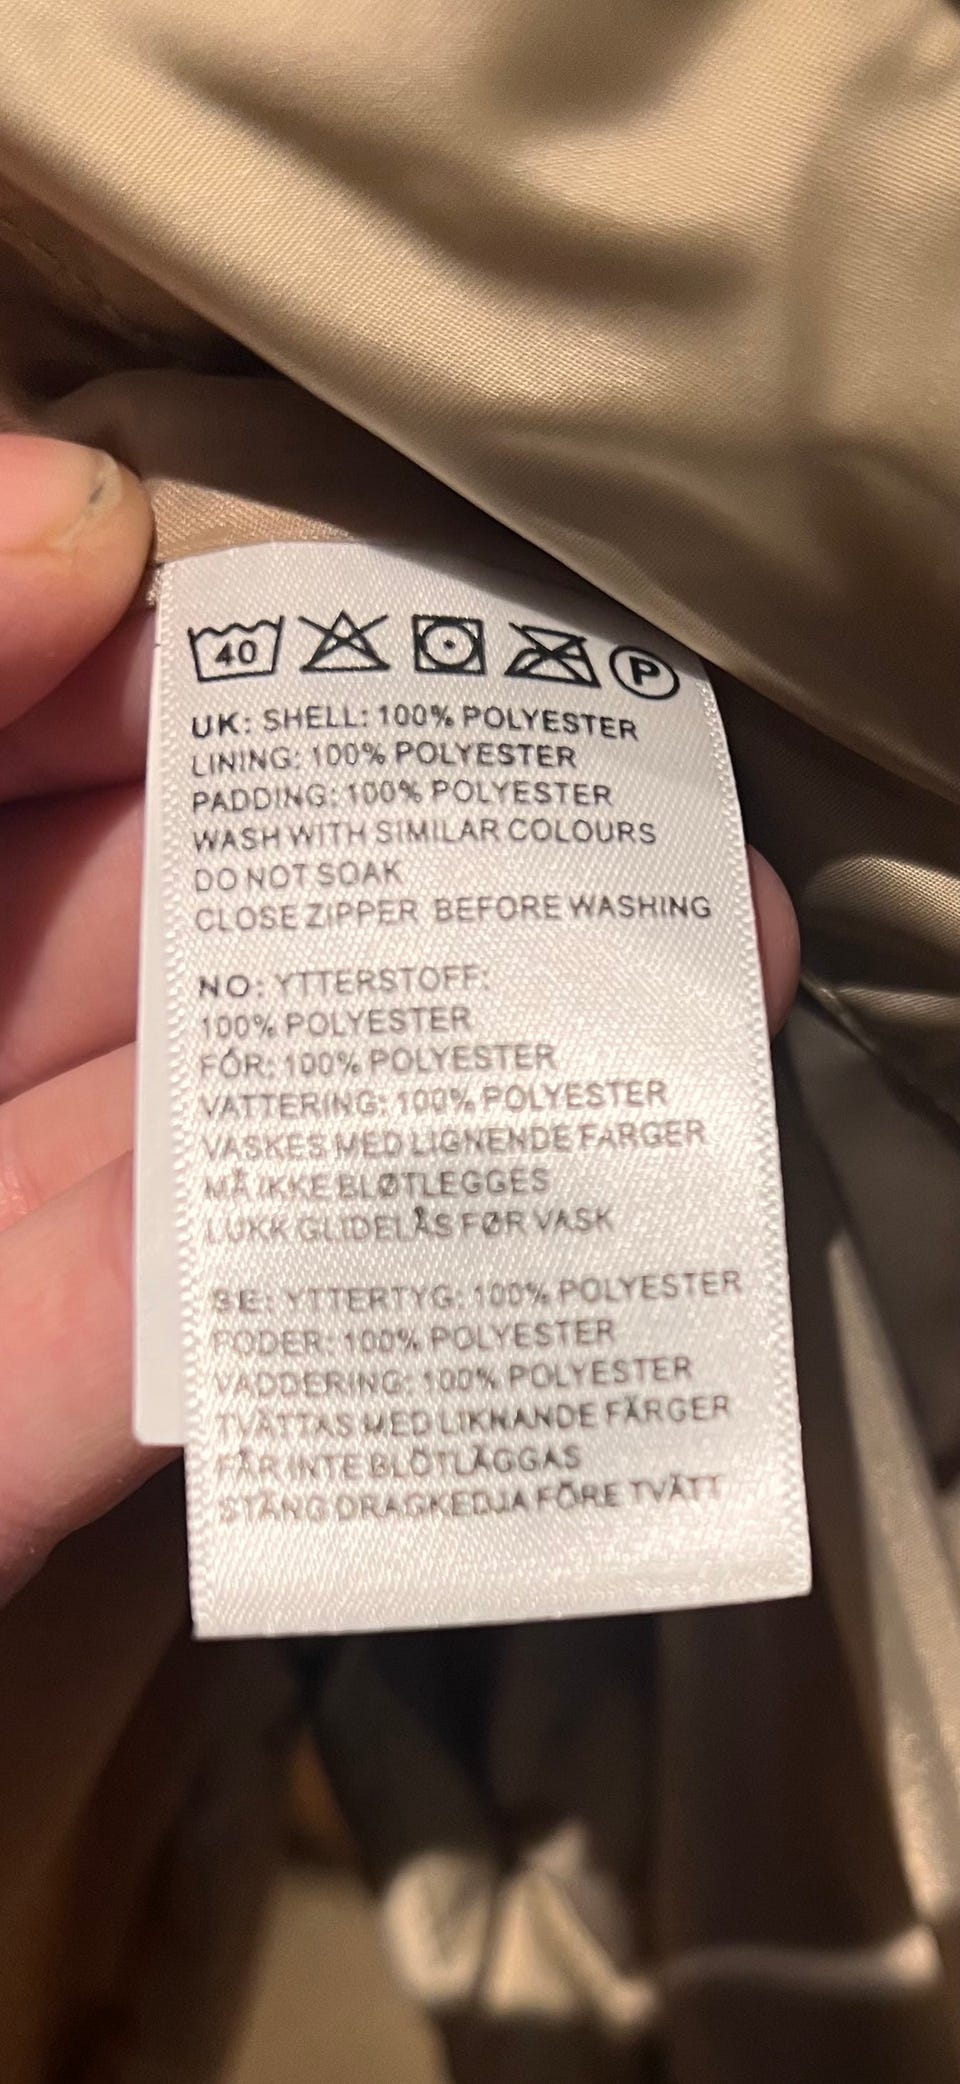 40 P
UK: SHELL: 100% POLYESTER
LINING: 100% POLYESTER
PADDING: 100% POLYESTER
WASH WITH SIMILAR COLOURS
DO NOT SOAK
CLOSE ZIPPER BEFORE WASHING
NO: YTTERSTOFF:
100% POLYESTER
FÓR: 100% POLYESTER
VATTERING: 100% POLYESTER
VASKES MED LIGNENDE FARGER
MÅ IKKE BLØTLEGGES
LUKK GLIDELÅS FØR VASK
SE: YTTERTYG: 100% POLYESTER
FODER: 100% POLYESTER
VADDERING: 100% POLYESTER
TVÄTTAS MED LIKNANDE FÄRGER
FÅR INTE BLÖTLÄGGAS
STÄNG DRAGKEDJA FÖRE TVÄTT